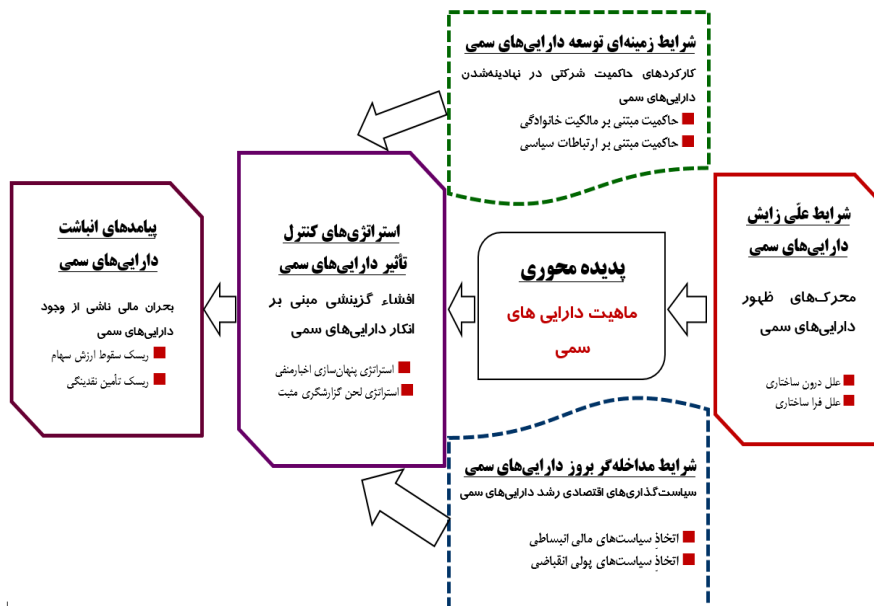 شرایط زمینه‌ای توسعه دارایی‌های سمی
کارکردهای حاکمیت شرکتی در نهادینه‌شدن
دارایی‌های سمی
حاکمیت مبتنی بر مالکیت خانوادگی
حاکمیت مبتنی بر ارتباطات سیاسی
شرایط علّی زایش
دارایی‌های سمی
محرک‌های ظهور
دارایی‌های سمی
علل درون ساختاری
علل فرا ساختاری
پدیده محوری
ماهیت دارایی های
سمی
استراتژی‌های کنترل
تأثیر دارایی‌های سمی
افشاء گزینشی مبنی بر
انکار دارایی‌های سمی
استراتژی پنهان‌سازی اخبارمنفی
استراتژی لحن گزارشگری مثبت
پیامدهای انباشت
دارایی‌های سمی
بحران مالی ناشی از وجود
دارایی‌های سمی
ریسک سقوط ارزش سهام
ریسک تأمین نقدینگی
شرایط مداخله‌گر بروز دارایی‌های سمی
سیاست‌گذاری‌های اقتصادی رشد دارایی‌های سمی
اتخاذِ سیاست‌های مالی انبساطی
اتخاذِ سیاست‌های پولی انقباضی